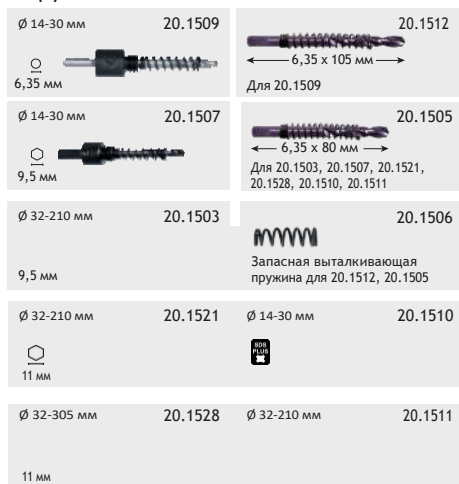 Ø 14-30 мм 20.1509
6,35 мм
20.1512
6,35 x 105 мм
Для 20.1509
Ø 14-30 мм 20.1507
9,5 мм
20.1505
6,35 x 80 мм
Для 20.1503, 20.1507, 20.1521,
20.1528, 20.1510, 20.1511
Ø 32-210 мм 20.1503
9,5 мм
20.1506
Запасная выталкивающая
пружина для 20.1512, 20.1505
Ø 32-210 мм 20.1521
11 мм
Ø 14-30 мм 20.1510
SDS
PLUS
Ø 32-305 мм 20.1528
11 мм
Ø 32-210 мм 20.1511